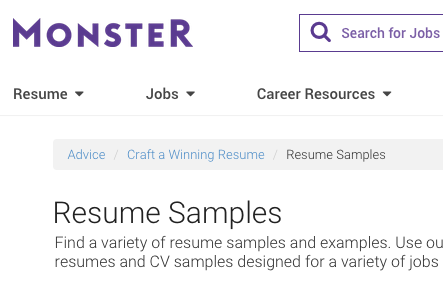 MONSTER
Search for Jobs
Resume Jobs Career Resources
Advice / Craft a Winning Resume / Resume Samples
Resume Samples
Find a variety of resume samples and examples. Use ou
resumes and CV samples designed for a variety of jobs